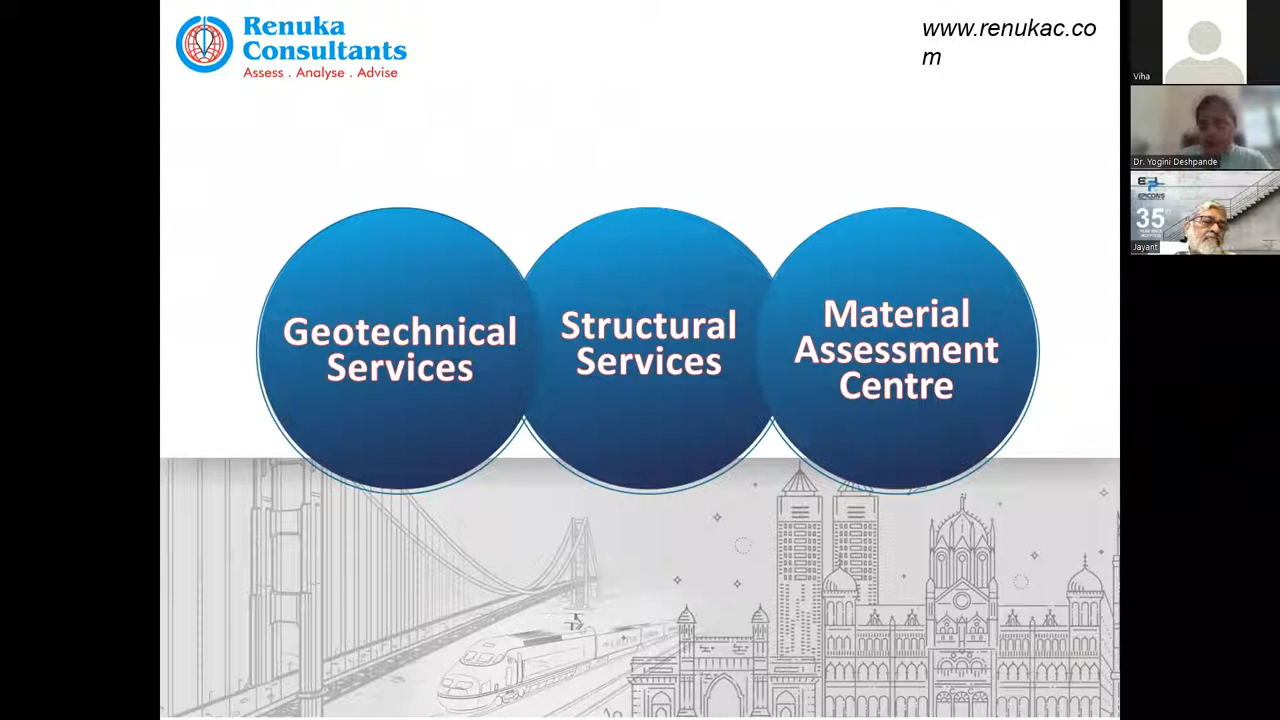 Renuka
Consultants
Assess . Analyse . Advise
www.renukac.co
m
Geotechnical
Services
Structural
Services
Material
Assessment
Centre
Viha
Dr. Yogini Deshpande
EPICONS
35
Jayant